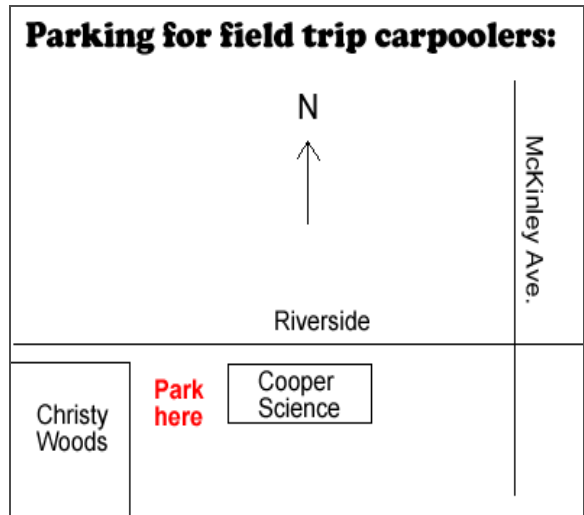 Parking for field trip carpoolers:
N
McKinley Ave.
Riverside
Park
here
Cooper
Science
Christy
Woods